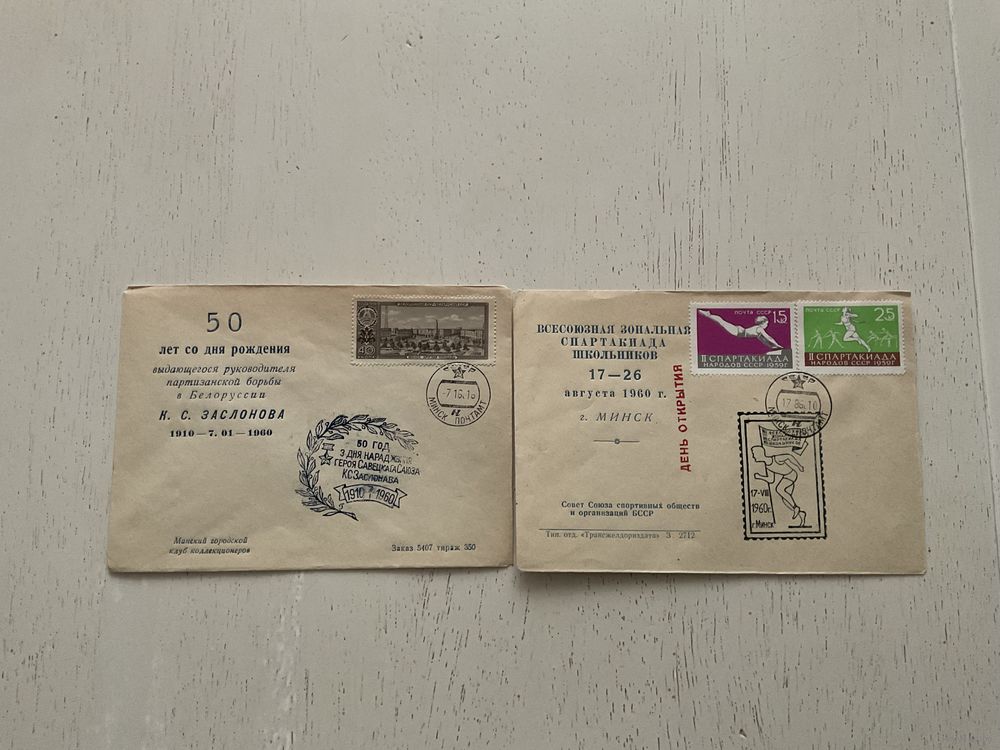 50
лет со дня рождения
выдающегося руководителя
партизанской борьбы
в Белоруссии
К. С. ЗАСЛОНОВА
1910—7.01—1960
40
МИНСК ПОЧТАМТ
50 ГОД
З ДНЯ НАРАДЖЭННЯ
ГЕРОЯ САВЕЦКАГА САЮЗА
К.С. ЗАСЛОНАВА
1910 1960
Минский городской
клуб коллекционеров
Заказ 5407 тираж 350
ВСЕСОЮЗНАЯ ЗОНАЛЬНАЯ
СПАРТАКИАДА
ШКОЛЬНИКОВ
17—26
августа 1960 г.
г. МИНСК
ДЕНЬ ОТКРЫТИЯ
Совет Союза спортивных обществ
и организаций БССР
Тип. отд. «Трансжелдориздата» З. 2712
ПОЧТА СССР 15
II СПАРТАКИАДА
НАРОДОВ СССР 1959г
ПОЧТА СССР 25
II СПАРТАКИАДА
НАРОДОВ СССР 1959г
17-VIII
1960г.
г. Минск